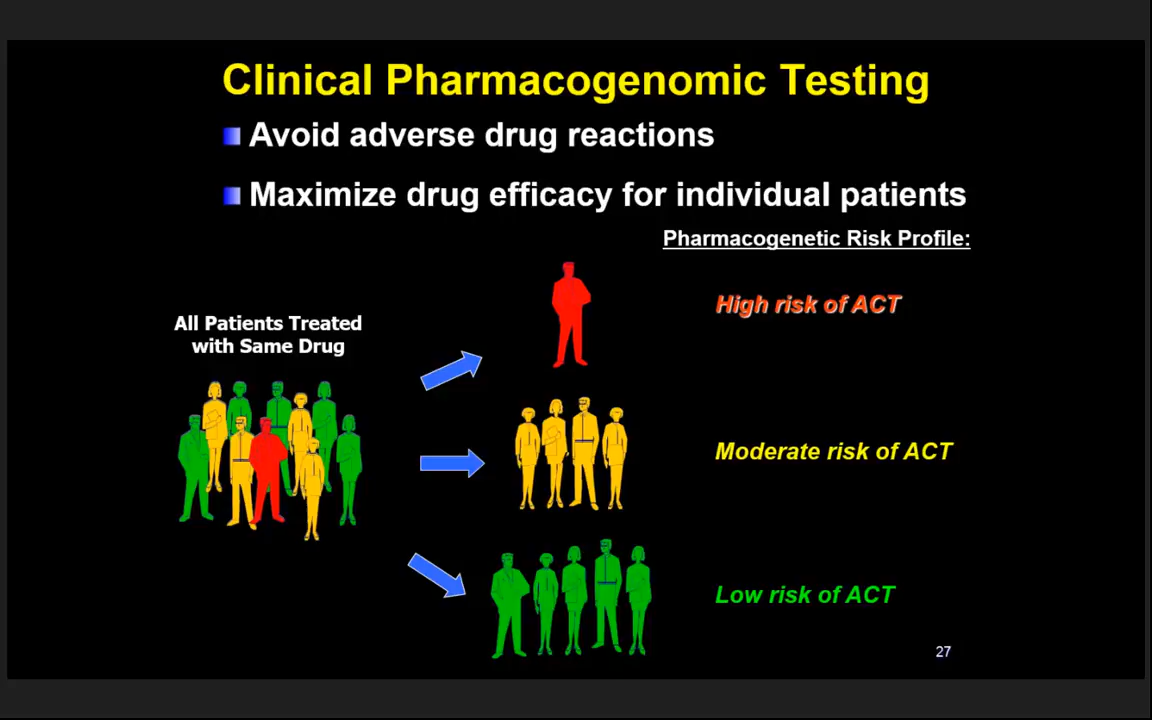 Clinical Pharmacogenomic Testing
Avoid adverse drug reactions
Maximize drug efficacy for individual patients
Pharmacogenetic Risk Profile:
High risk of ACT
All Patients Treated
with Same Drug
Moderate risk of ACT
Low risk of ACT
27